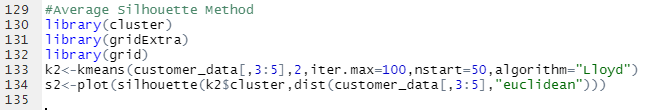 129 #Average Silhouette Method
130 library(cluster)
131 library(gridExtra)
132 library(grid)
133 k2<-kmeans(customer_data[,3:5],2,iter.max=100,nstart=50,algorithm="Lloyd")
134 s2<-plot(silhouette(k2$cluster,dist(customer_data[,3:5],"euclidean")))
135